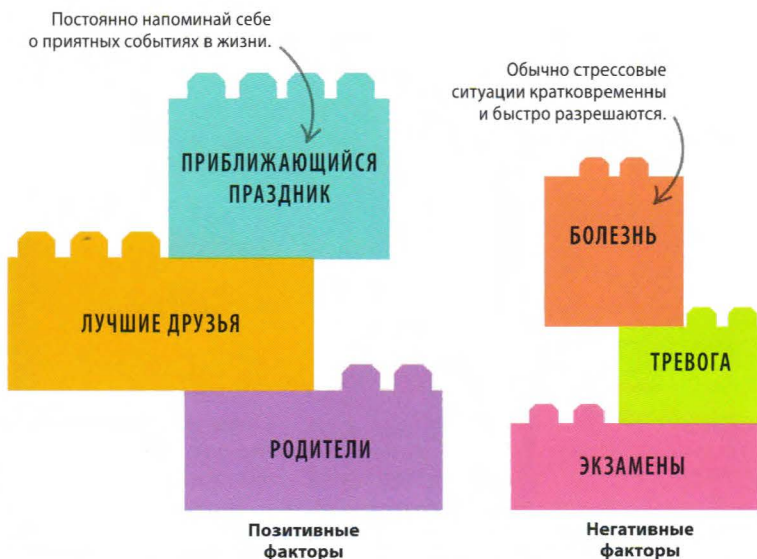 Постоянно напоминай себе
о приятных событиях в жизни.
ПРИБЛИЖАЮЩИЙСЯ
ПРАЗДНИК
ЛУЧШИЕ ДРУЗЬЯ
РОДИТЕЛИ
Позитивные
факторы
Обычно стрессовые
ситуации кратковременны
и быстро разрешаются.
БОЛЕЗНЬ
ТРЕВОГА
ЭКЗАМЕНЫ
Негативные
факторы